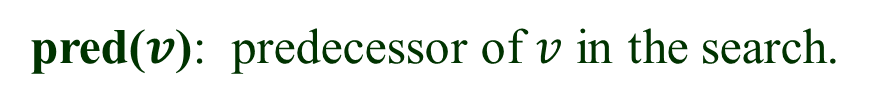 pred(v): predecessor of v in the search.